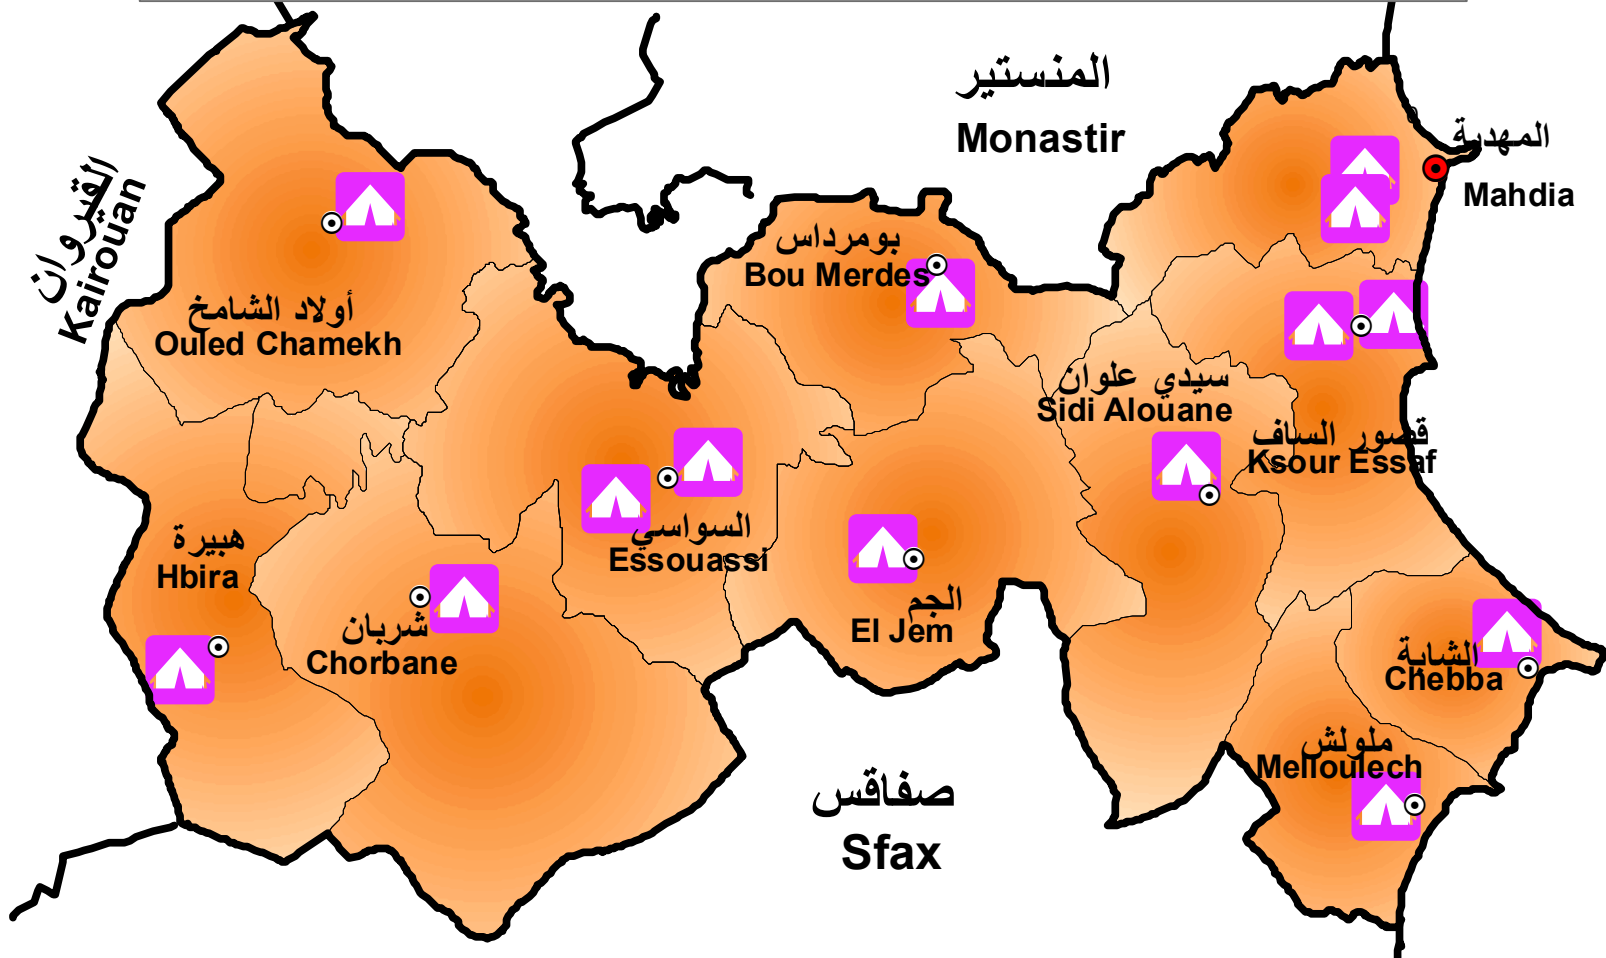 المنستير
Monastir
المهدية
Mahdia
القيروان
Kairouan
بومرداس
Bou Merdes
أولاد الشامخ
Ouled Chamekh
سيدي علوان
Sidi Alouane
قصور الساف
Ksour Essaf
السواسي
Essouassi
هبيرة
Hbira
الجم
El Jem
شربان
Chorbane
الشابة
Chebba
ملولش
Melloulech
صفاقس
Sfax